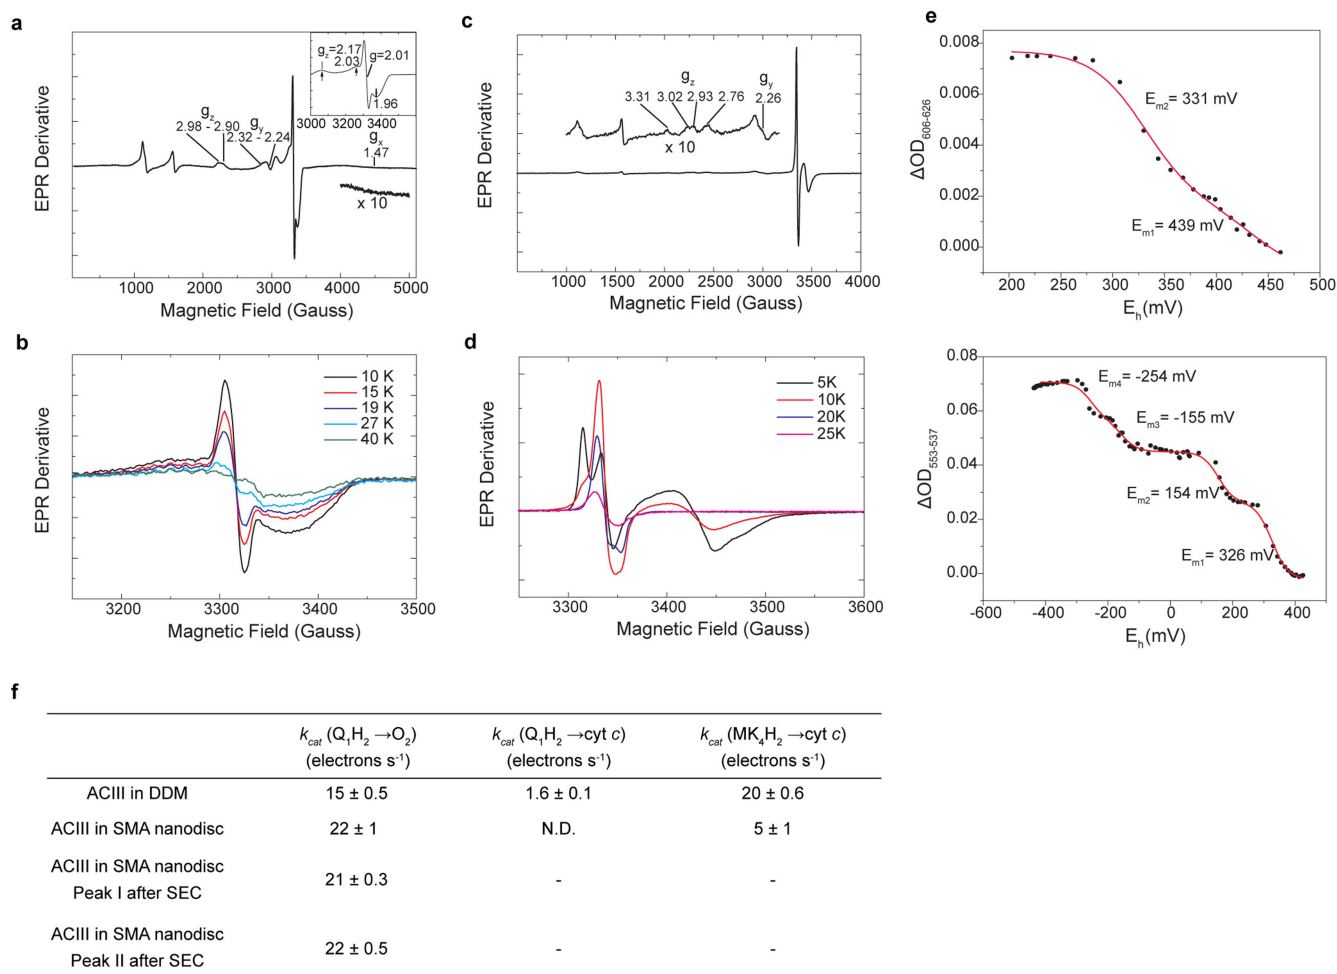 a
EPR Derivative
g_z
2.98 - 2.90
g_y
2.32 - 2.24
g_x
1.47
x 10
g_z=2.17
2.03
g=2.01
1.96
3000 3200 3400
1000 2000 3000 4000 5000
Magnetic Field (Gauss)
b
EPR Derivative
10 K
15 K
19 K
27 K
40 K
3200 3300 3400 3500
Magnetic Field (Gauss)
c
EPR Derivative
g_z
3.31 3.02 2.93 2.76
g_y
2.26
x 10
0 500 1000 1500 2000 2500 3000 3500 4000
Magnetic Field (Gauss)
d
EPR Derivative
5K
10K
20K
25K
3300 3400 3500 3600
Magnetic Field (Gauss)
e
ΔOD_606-626
0.008
0.006
0.004
0.002
0.000
E_m2= 331 mV
E_m1= 439 mV
200 250 300 350 400 450 500
E_h(mV)
ΔOD_553-537
0.08
0.06
0.04
0.02
0.00
E_m4= -254 mV
E_m3= -155 mV
E_m2= 154 mV
E_m1= 326 mV
-600 -400 -200 0 200 400
E_h(mV)
f
k_cat (Q₁H₂ →O₂) k_cat (Q₁H₂ →cyt c) k_cat (MK₄H₂ →cyt c)
(electrons s⁻¹) (electrons s⁻¹) (electrons s⁻¹)
ACIII in DDM 15 ± 0.5 1.6 ± 0.1 20 ± 0.6
ACIII in SMA nanodisc 22 ± 1 N.D. 5 ± 1
ACIII in SMA nanodisc
Peak I after SEC 21 ± 0.3 - -
ACIII in SMA nanodisc
Peak II after SEC 22 ± 0.5 - -